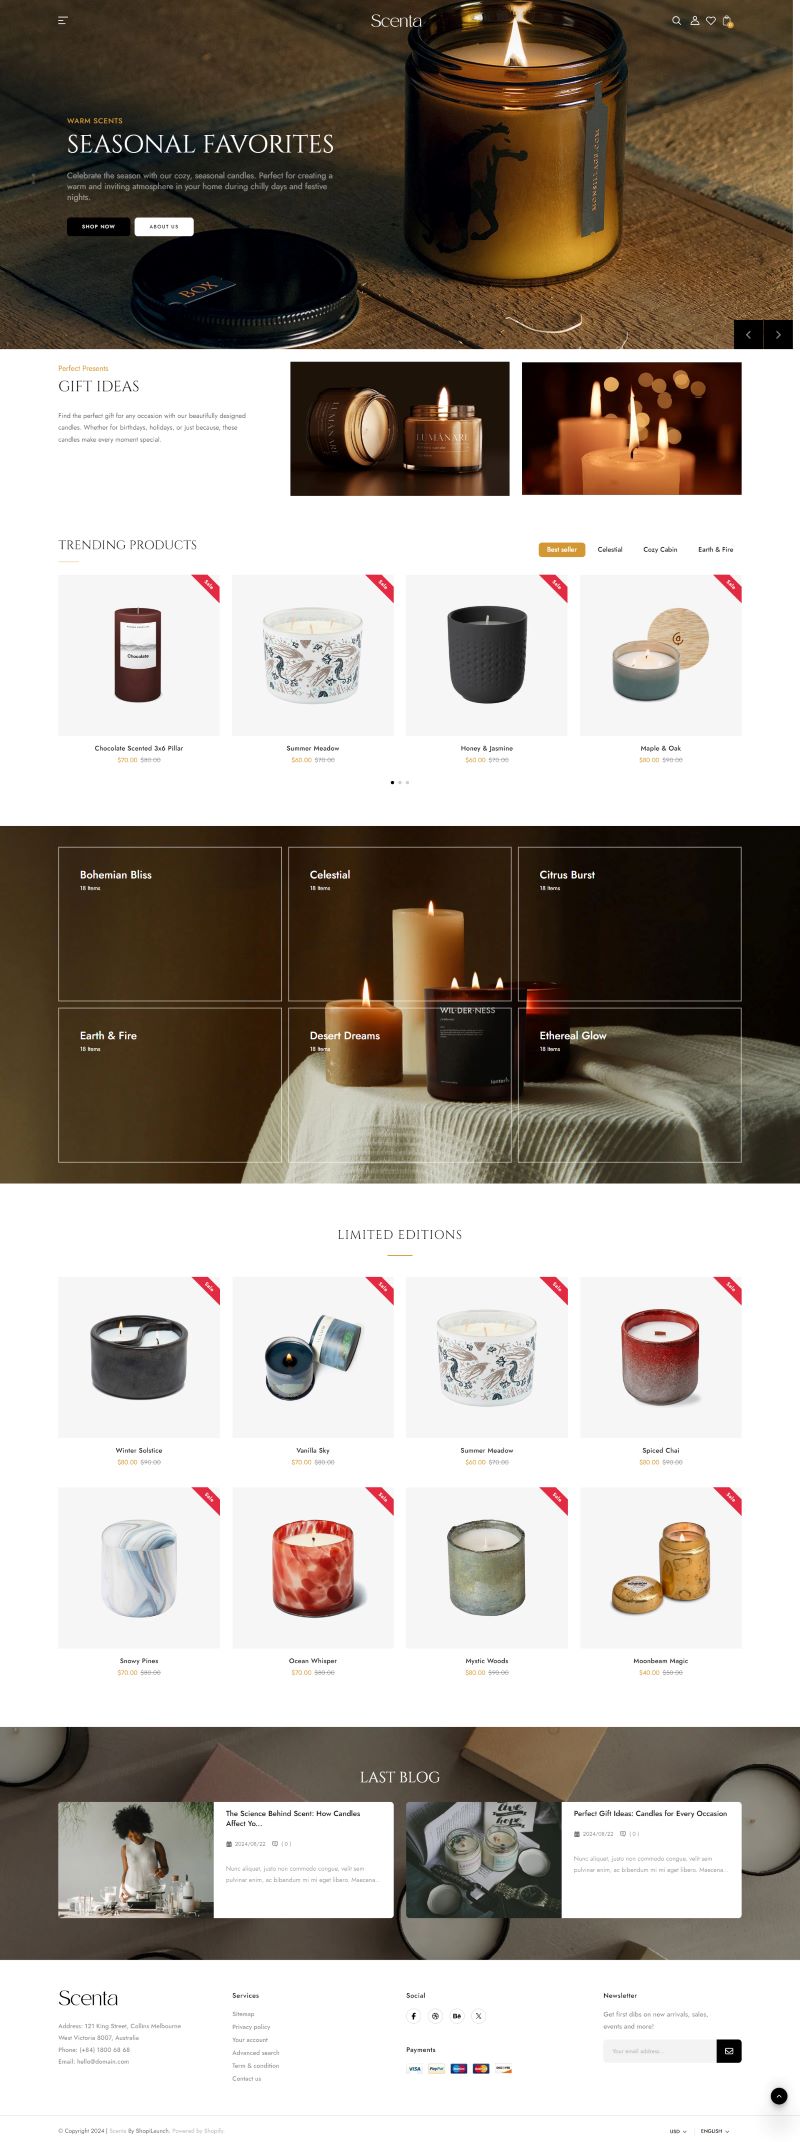 Scenta
WARM SCENTS
SEASONAL FAVORITES
Celebrate the season with our cozy, seasonal candles. Perfect for creating a
warm and inviting atmosphere in your home during chilly days and festive
nights.
SHOP NOW
ABOUT US
BOX
Perfect Presents
GIFT IDEAS
Find the perfect gift for any occasion with our beautifully designed
candles. Whether for birthdays, holidays, or just because, these
candles make every moment special.
LUMANARI
TRENDING PRODUCTS
Best seller
Celestial
Cozy Cabin
Earth & Fire
Sale
Sale
Sale
Sale
Chocolate
Chocolate Scented 3x6 Pillar
$70.00 $80.00
Summer Meadow
$60.00 $70.00
Honey & Jasmine
$60.00 $70.00
Maple & Oak
$80.00 $90.00
Bohemian Bliss
18 Items
Celestial
18 Items
Citrus Burst
18 Items
WIL·DER·NESS
Earth & Fire
18 Items
Desert Dreams
18 Items
Ethereal Glow
18 Items
LIMITED EDITIONS
Sale
Sale
Sale
Sale
Winter Solstice
$80.00 $90.00
Vanilla Sky
$70.00 $80.00
Summer Meadow
$60.00 $70.00
Spiced Chai
$80.00 $90.00
Sale
Sale
Sale
Sale
Snowy Pines
$70.00 $80.00
Ocean Whisper
$70.00 $80.00
Mystic Woods
$80.00 $90.00
Moonbeam Magic
$40.00 $50.00
LAST BLOG
The Science Behind Scent: How Candles
Affect Yo...
2024/08/22 ( 0 )
Nunc aliquet, justo non commodo congue, velit sem
pulvinar enim, ac bibendum mi mi eget libero. Maecena...
Perfect Gift Ideas: Candles for Every Occasion
2024/08/22 ( 0 )
Nunc aliquet, justo non commodo congue, velit sem
pulvinar enim, ac bibendum mi mi eget libero. Maecena...
Scenta
Address: 121 King Street, Collins Melbourne
West Victoria 8007, Australia
Phone: (+84) 1800 68 68
Email: hello@domain.com
Services
Sitemap
Privacy policy
Your account
Advanced search
Term & condition
Contact us
Social
Bē
Payments
VISA PayPal
Newsletter
Get first dibs on new arrivals, sales,
events and more!
Your email address...
© Copyright 2024 | Scenta By ShopiLaunch. Powered by Shopify.
USD
ENGLISH